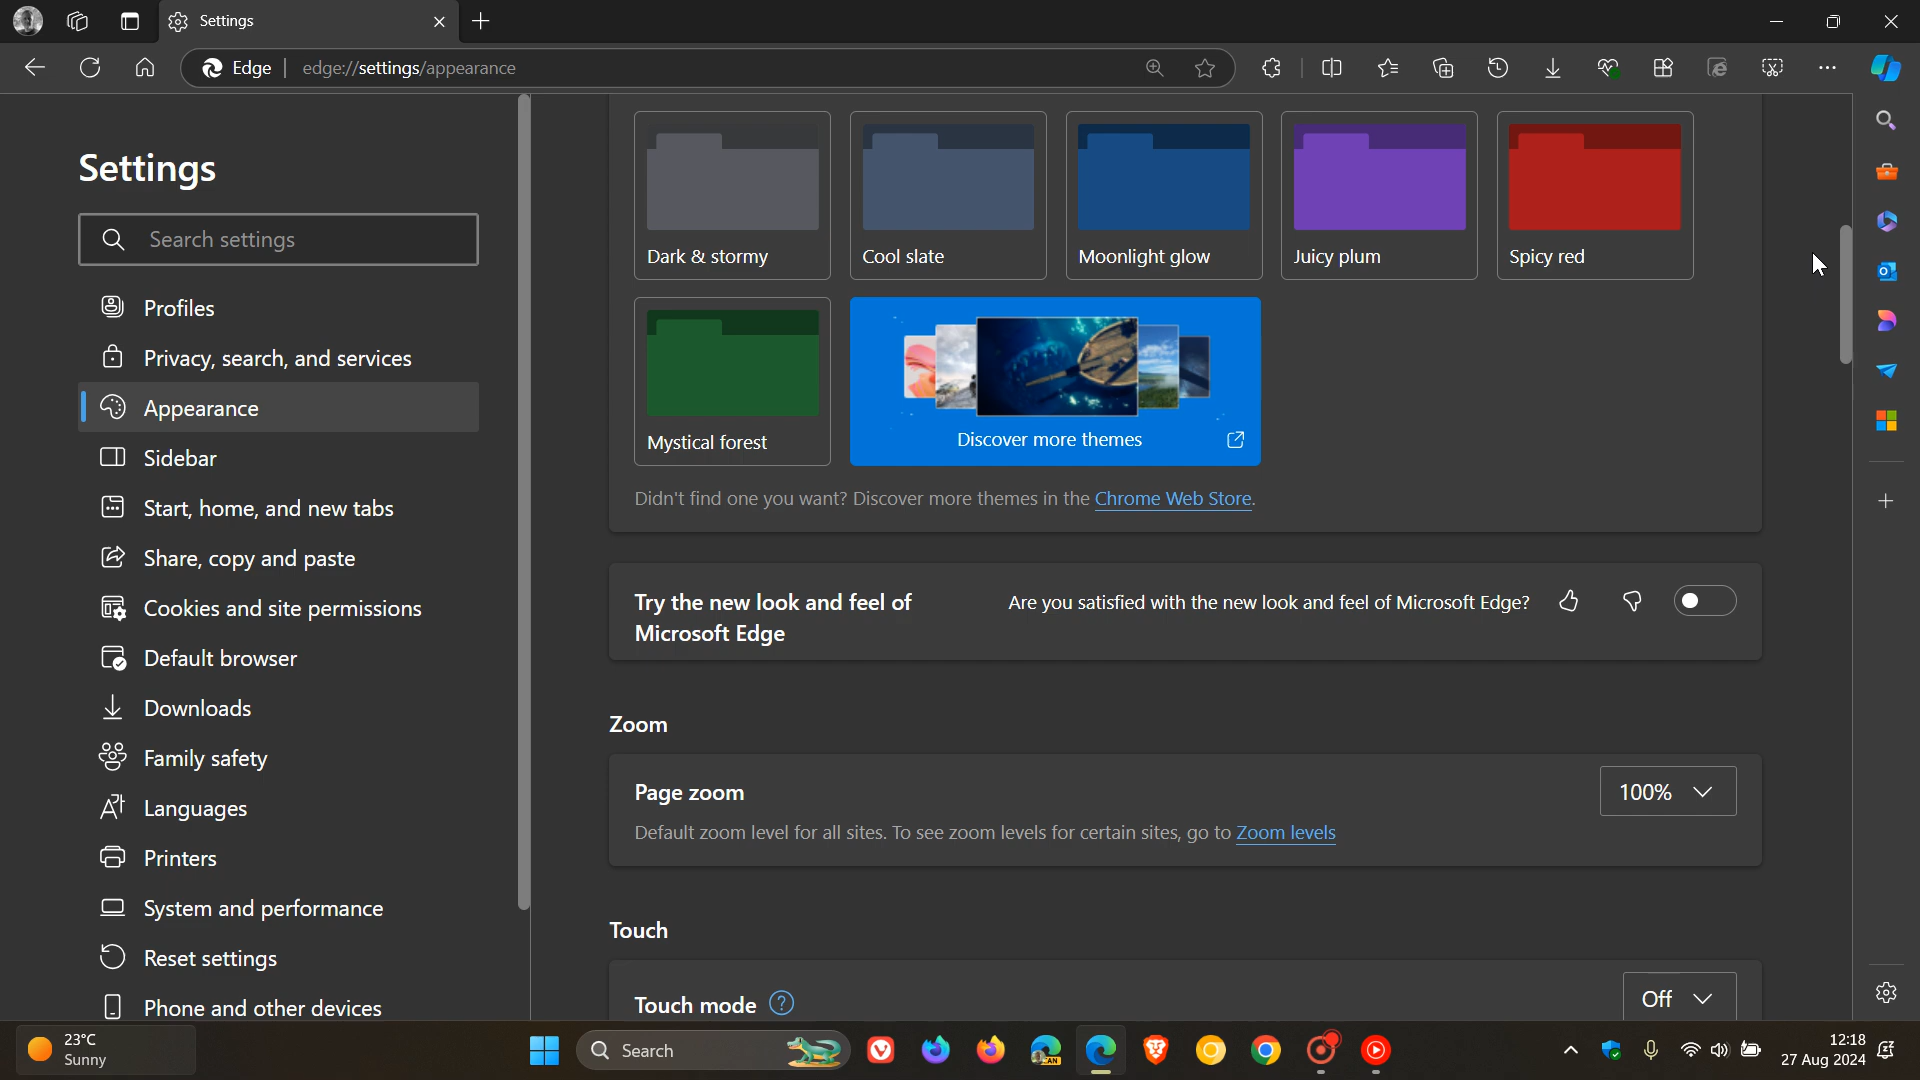 Settings
Edge
edge://settings/appearance
Settings
Search settings
Profiles
Privacy, search, and services
Appearance
Sidebar
Start, home, and new tabs
Share, copy and paste
Cookies and site permissions
Default browser
Downloads
Family safety
Languages
Printers
System and performance
Reset settings
Phone and other devices
Dark & stormy
Cool slate
Moonlight glow
Juicy plum
Spicy red
Mystical forest
Discover more themes
Didn't find one you want? Discover more themes in the Chrome Web Store.
Try the new look and feel of
Microsoft Edge
Are you satisfied with the new look and feel of Microsoft Edge?
Zoom
Page zoom
100%
Default zoom level for all sites. To see zoom levels for certain sites, go to Zoom levels
Touch
Touch mode
Off
23°C
Sunny
Search
CAN
12:18
27 Aug 2024